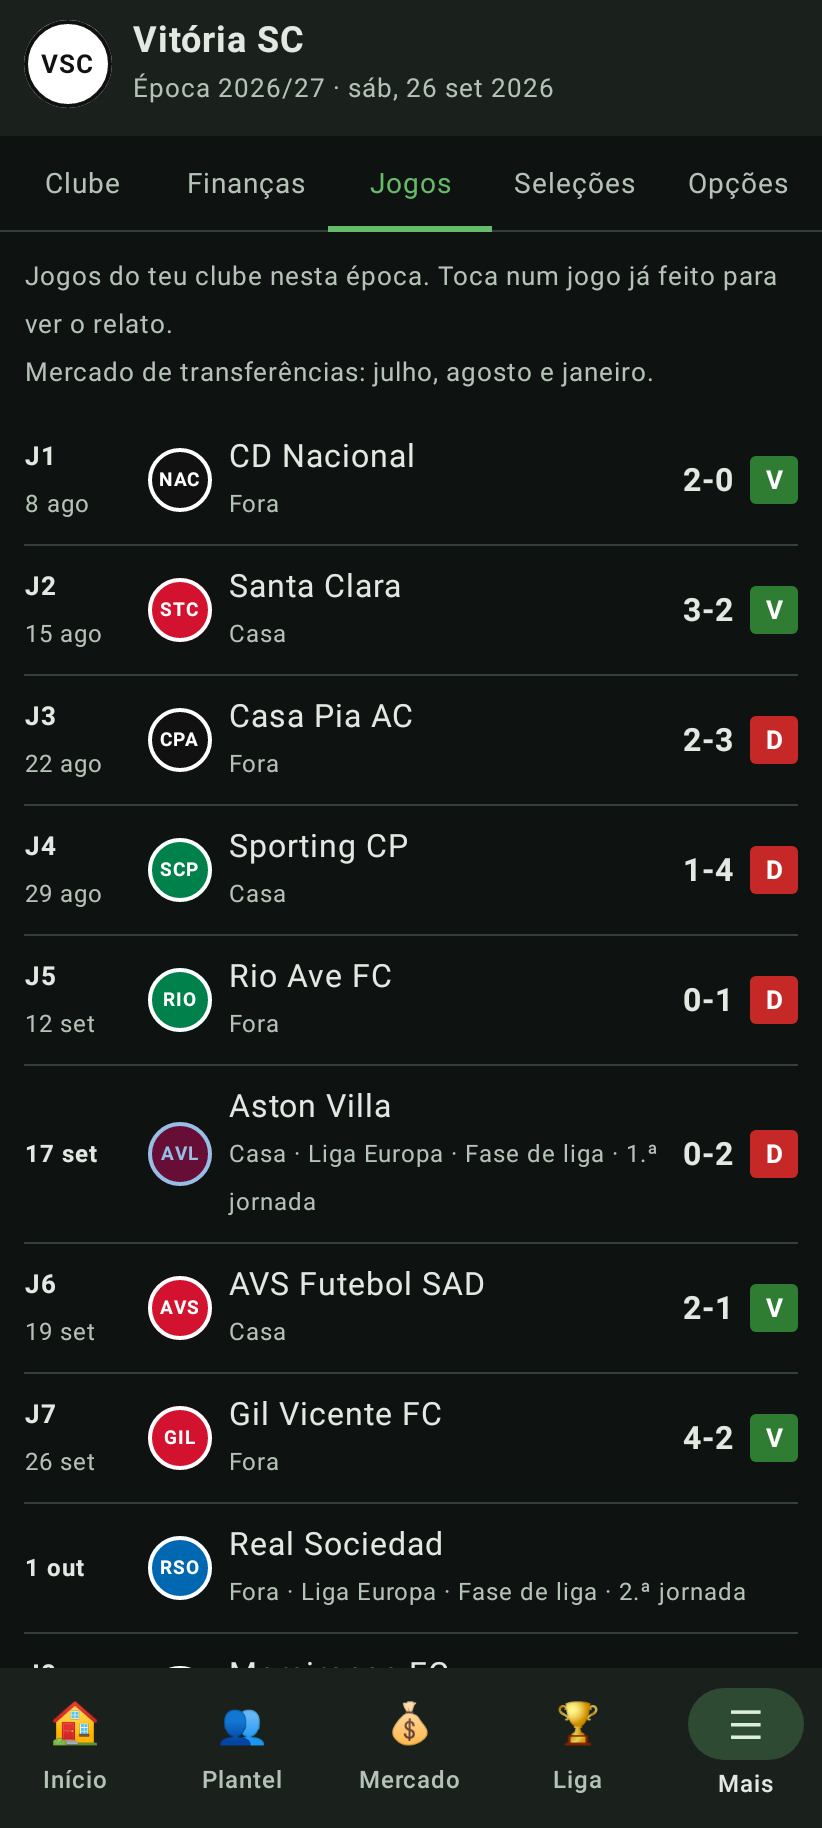 VSC
Vitória SC
Época 2026/27 · sáb, 26 set 2026
Clube Finanças Jogos Seleções Opções
Jogos do teu clube nesta época. Toca num jogo já feito para
ver o relato.
Mercado de transferências: julho, agosto e janeiro.
J1
8 ago
NAC
CD Nacional
Fora
2-0 V
J2
15 ago
STC
Santa Clara
Casa
3-2 V
J3
22 ago
CPA
Casa Pia AC
Fora
2-3 D
J4
29 ago
SCP
Sporting CP
Casa
1-4 D
J5
12 set
RIO
Rio Ave FC
Fora
0-1 D
17 set
AVL
Aston Villa
Casa · Liga Europa · Fase de liga · 1.ª
jornada
0-2 D
J6
19 set
AVS
AVS Futebol SAD
Casa
2-1 V
J7
26 set
GIL
Gil Vicente FC
Fora
4-2 V
1 out
RSO
Real Sociedad
Fora · Liga Europa · Fase de liga · 2.ª jornada
Início Plantel Mercado Liga Mais